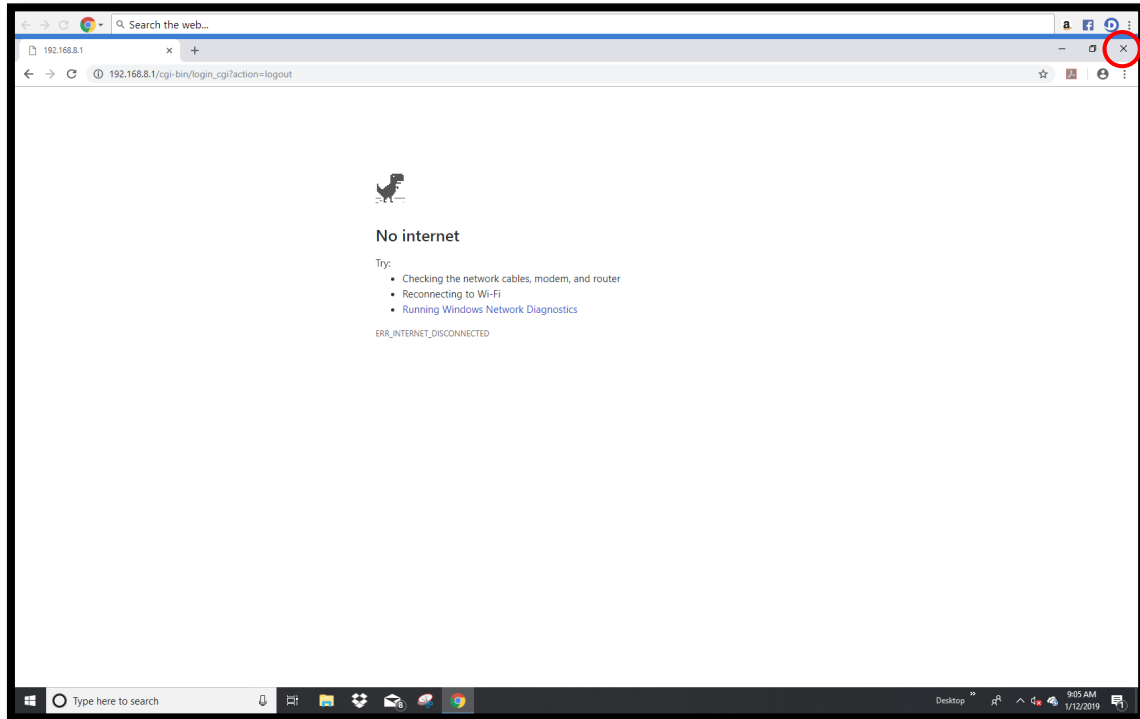 Search the web...
a
192.168.8.1
192.168.8.1/cgi-bin/login_cgi?action=logout
No internet
Try:
• Checking the network cables, modem, and router
• Reconnecting to Wi-Fi
• Running Windows Network Diagnostics
ERR_INTERNET_DISCONNECTED
Type here to search
8
Desktop
9:05 AM
1/12/2019
1